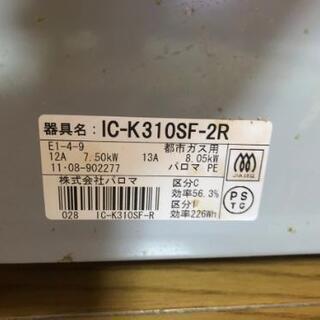 器具名: IC-K310SF-2R
E1-4-9 都市ガス用
12A 7.50kW 13A 8.05kW
11・08-902277 パロマ PE
株式会社パロマ 区分C
効率56.3%
区分I
028 IC-K310SF-R 効率226Wh
PS
TG